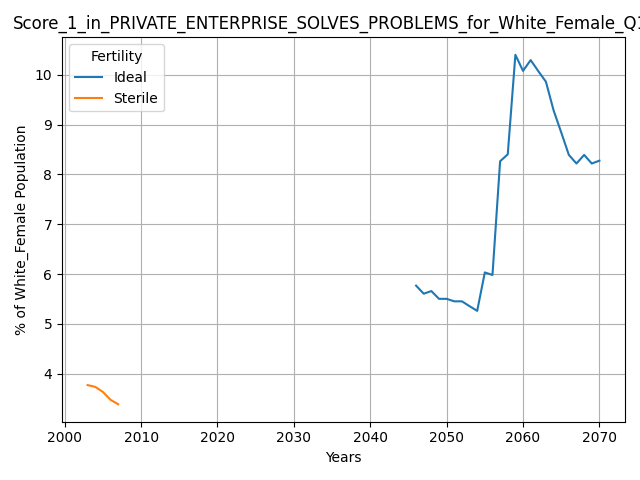 Score_1_in_PRIVATE_ENTERPRISE_SOLVES_PROBLEMS_for_White_Female_Q1
Fertility
Ideal
Sterile
% of White_Female Population
10
9
8
7
6
5
4
2000 2010 2020 2030 2040 2050 2060 2070
Years